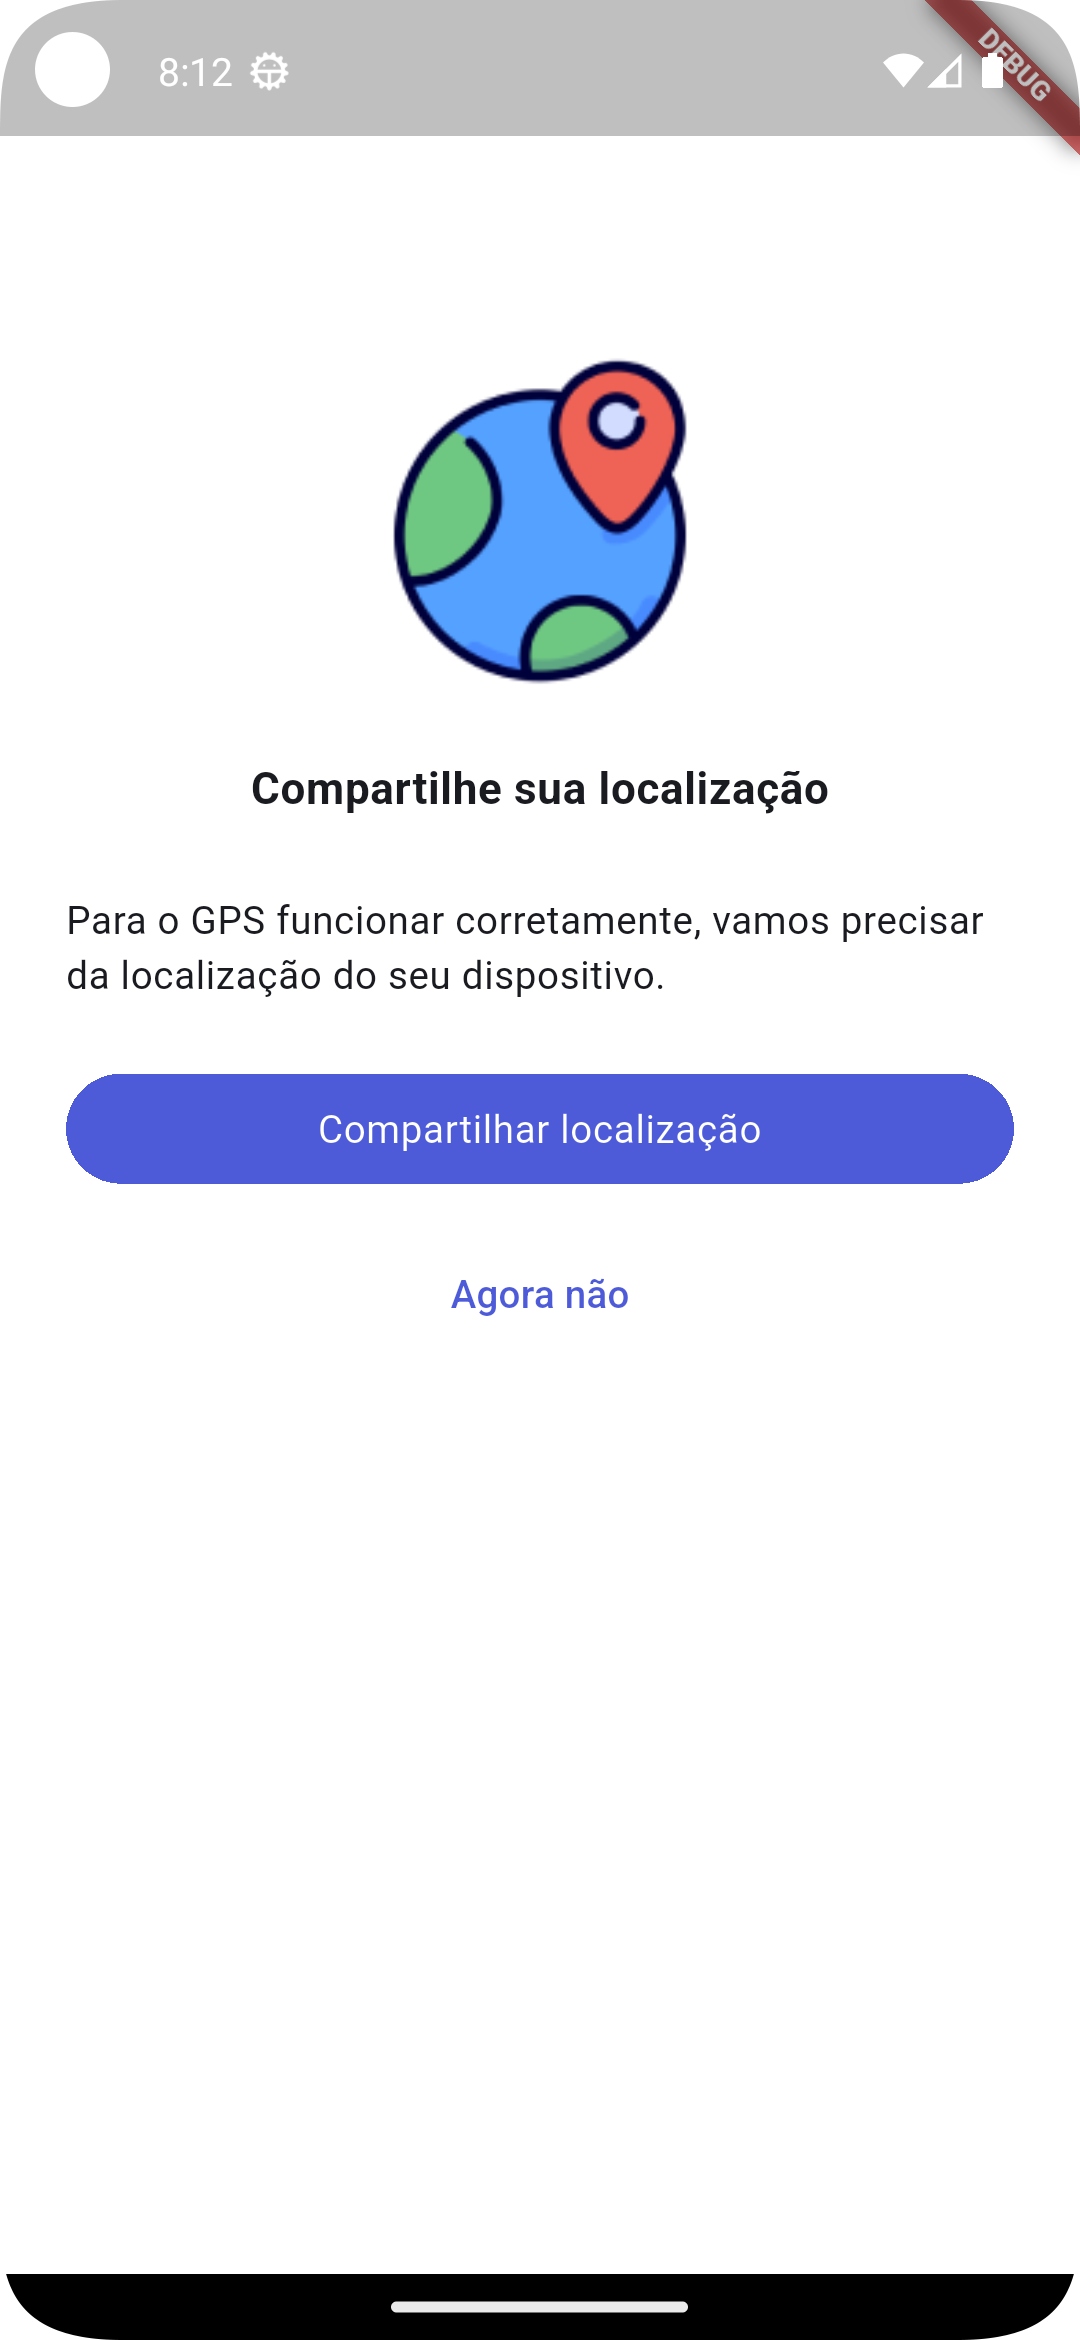 8:12
DEBUG
Compartilhe sua localização
Para o GPS funcionar corretamente, vamos precisar
da localização do seu dispositivo.
Compartilhar localização
Agora não